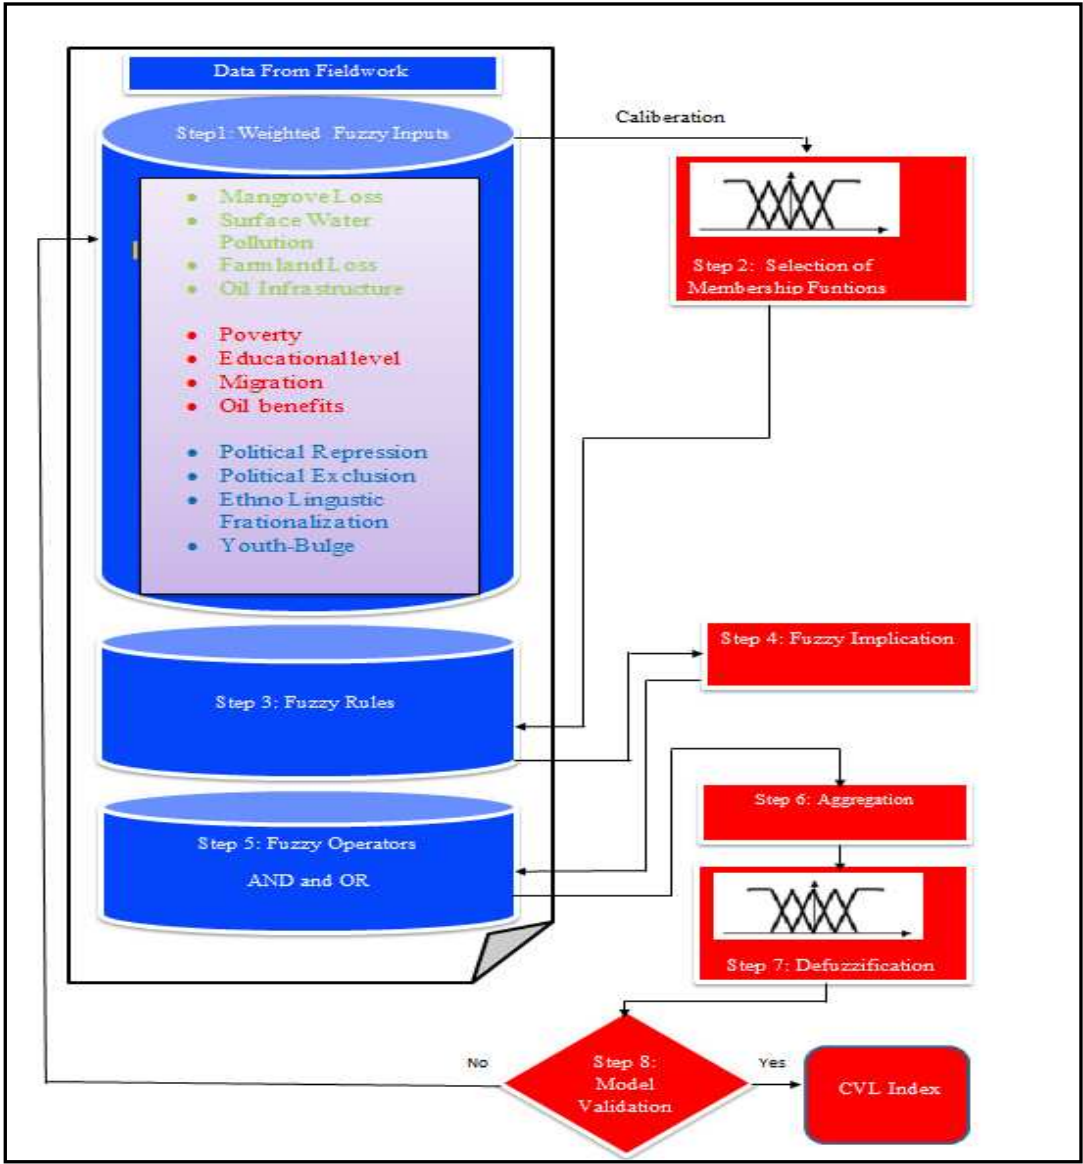 Data From Fieldwork
Step1: Weighted Fuzzy Inputs
Caliberation
Mangrove Loss
Surface Water
Pollution
Farm land Loss
Oil Infrastructure
Poverty
Educational level
Migration
Oil benefits
Political Repression
Political Exclusion
Ethno Lingustic
Frationalization
Youth-Bulge
Step 2: Selection of
Membership Funtions
Step 3: Fuzzy Rules
Step 4: Fuzzy Implication
Step 5: Fuzzy Operators
AND and OR
Step 6: Aggregation
Step 7: Defuzzification
Step 8:
Model
Validation
No
Yes
CVL Index